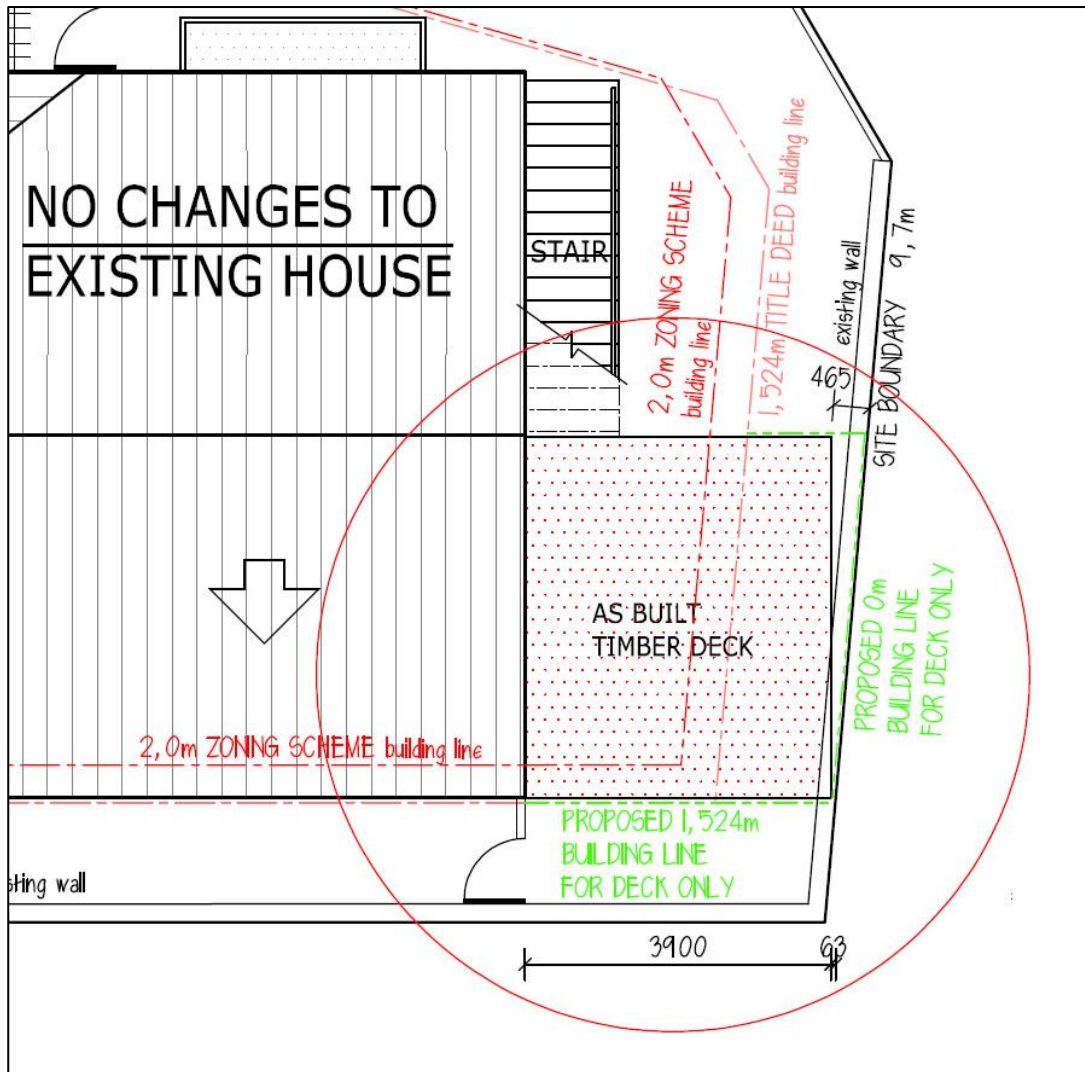 NO CHANGES TO
EXISTING HOUSE
STAIR
2,0m ZONING SCHEME
building line
1,524m TITLE DEED building line
existing wall
SITE BOUNDARY 9,7m
465
AS BUILT
TIMBER DECK
PROPOSED 0m
BUILDING LINE
FOR DECK ONLY
2,0m ZONING SCHEME building line
PROPOSED 1,524m
BUILDING LINE
FOR DECK ONLY
sting wall
3900
63